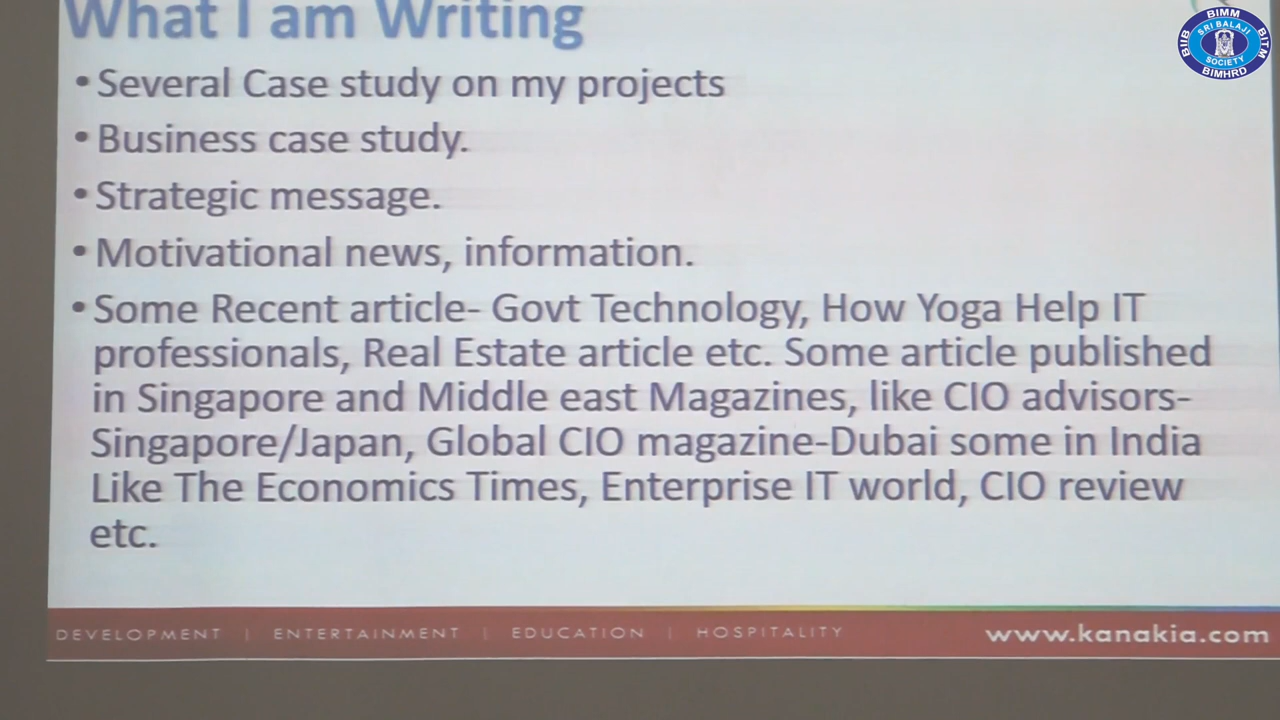 What I am Writing
BIMM
BIIB
SRI BALAJI
SOCIETY
BITM
BIMHRD
• Several Case study on my projects
• Business case study.
• Strategic message.
• Motivational news, information.
• Some Recent article- Govt Technology, How Yoga Help IT
professionals, Real Estate article etc. Some article published
in Singapore and Middle east Magazines, like CIO advisors-
Singapore/Japan, Global CIO magazine-Dubai some in India
Like The Economics Times, Enterprise IT world, CIO review
etc.
DEVELOPMENT | ENTERTAINMENT | EDUCATION | HOSPITALITY
www.kanakia.com